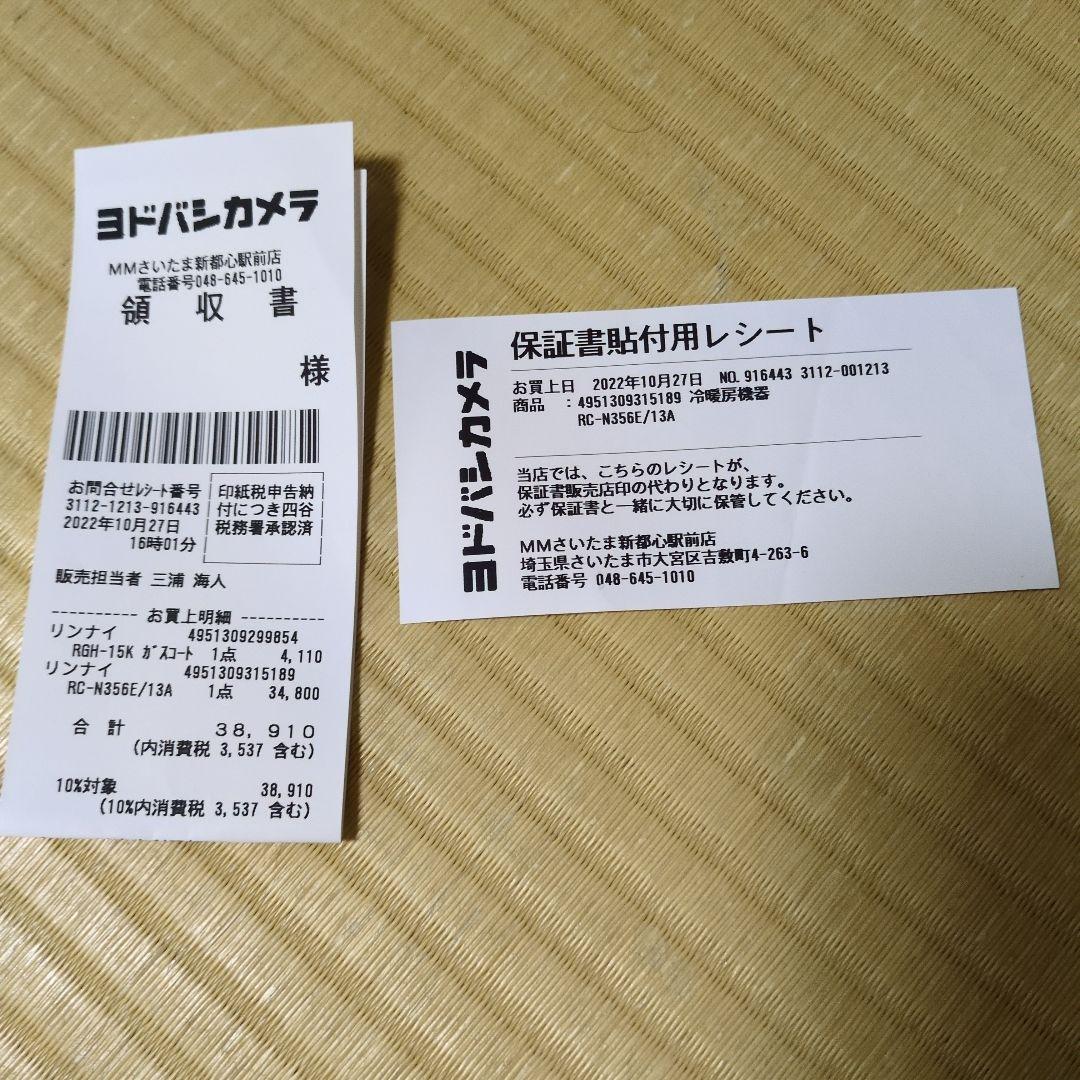 ヨドバシカメラ
MMさいたま新都心駅前店
電話番号048-645-1010
領 収 書
様
お問合せﾚｼｰﾄ番号
3112-1213-916443
2022年10月27日
16時01分
印紙税申告納
付につき四谷
税務署承認済
販売担当者 三浦 海人
---------- お買上明細 ----------
リンナイ 4951309299854
RGH-15K ｶﾞｽｺｰﾄ 1点 4,110
リンナイ 4951309315189
RC-N356E/13A 1点 34,800
合 計 38,910
(内消費税 3,537 含む)
10%対象 38,910
(10%内消費税 3,537 含む)
ヨドバシカメラ
保証書貼付用レシート
お買上日 2022年10月27日 NO. 916443 3112-001213
商品 : 4951309315189 冷暖房機器
RC-N356E/13A
当店では、こちらのレシートが、
保証書販売店印の代わりとなります。
必ず保証書と一緒に大切に保管してください。
MMさいたま新都心駅前店
埼玉県さいたま市大宮区吉敷町4-263-6
電話番号 048-645-1010